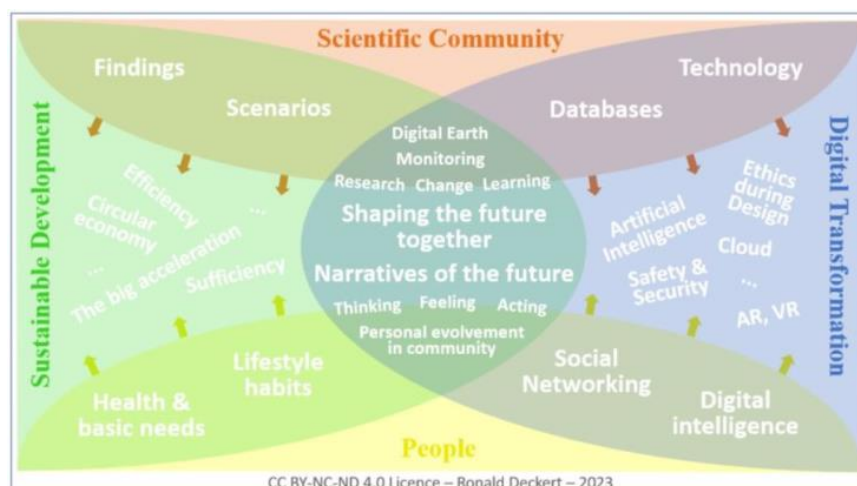 Scientific Community
Findings
Technology
Scenarios
Databases
Digital Earth
Monitoring
Research Change Learning
Shaping the future
together
Narratives of the future
Thinking Feeling Acting
Personal evolvement
in community
Sustainable Development
Efficiency
Circular
economy
...
...
The big acceleration
Sufficiency
Digital Transformation
Ethics
during
Design
Artificial
Intelligence
Cloud
Safety &
Security
...
AR, VR
Lifestyle
habits
Health &
basic needs
Social
Networking
Digital
intelligence
People
CC BY-NC-ND 4.0 Licence – Ronald Deckert – 2023